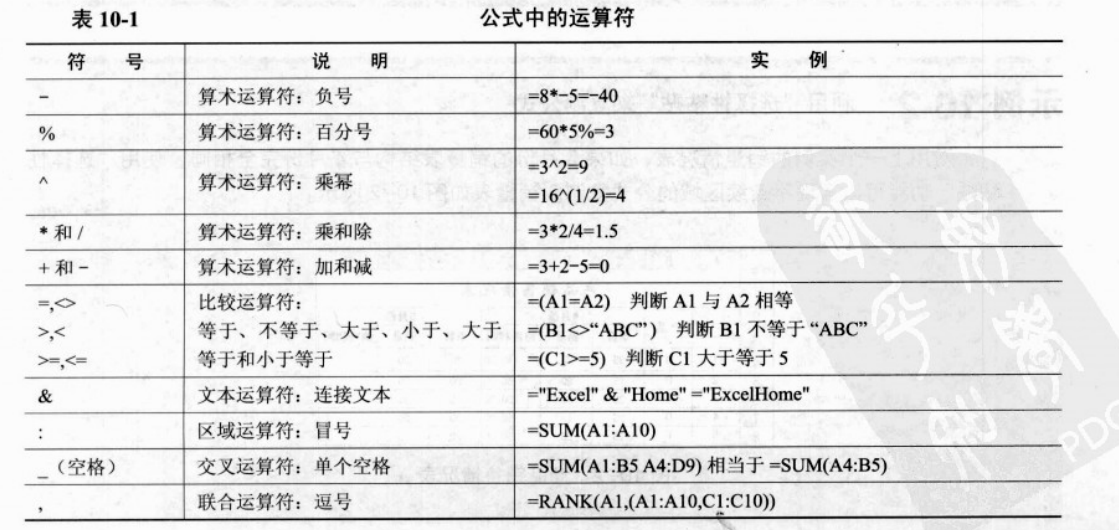 表 10-1 公式中的运算符
符 号 说 明 实 例
− 算术运算符：负号 =8*−5=−40
% 算术运算符：百分号 =60*5%=3
^ 算术运算符：乘幂 =3^2=9
=16^(1/2)=4
* 和 / 算术运算符：乘和除 =3*2/4=1.5
+ 和 − 算术运算符：加和减 =3+2−5=0
=,<> 比较运算符： =(A1=A2) 判断 A1 与 A2 相等
>,< 等于、不等于、大于、小于、大于 =(B1<>“ABC”) 判断 B1 不等于 “ABC”
>=,<= 等于和小于等于 =(C1>=5) 判断 C1 大于等于 5
& 文本运算符：连接文本 ="Excel" & "Home" ="ExcelHome"
: 区域运算符：冒号 =SUM(A1:A10)
_（空格） 交叉运算符：单个空格 =SUM(A1:B5 A4:D9) 相当于 =SUM(A4:B5)
, 联合运算符：逗号 =RANK(A1,(A1:A10,C1:C10))
PDG